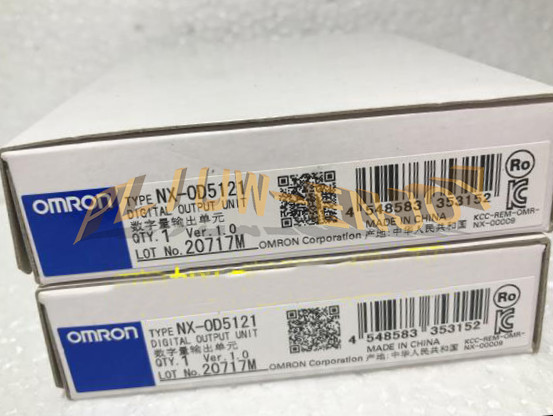 OMRON
TYPE NX-OD5121
DIGITAL OUTPUT UNIT
数字量输出单元
QTY. 1 Ver.1.0
LOT No. 20717M
OMRON Corporation
4 548583 353152
MADE IN CHINA
产地:中华人民共和国
Ro
KCC-REM-OMR-
NX-00009
OMRON
TYPE NX-OD5121
DIGITAL OUTPUT UNIT
数字量输出单元
QTY. 1 Ver.1.0
LOT No. 20717M
OMRON Corporation
4 548583 353152
MADE IN CHINA
产地:中华人民共和国
Ro
KCC-REM-OMR-
NX-00009